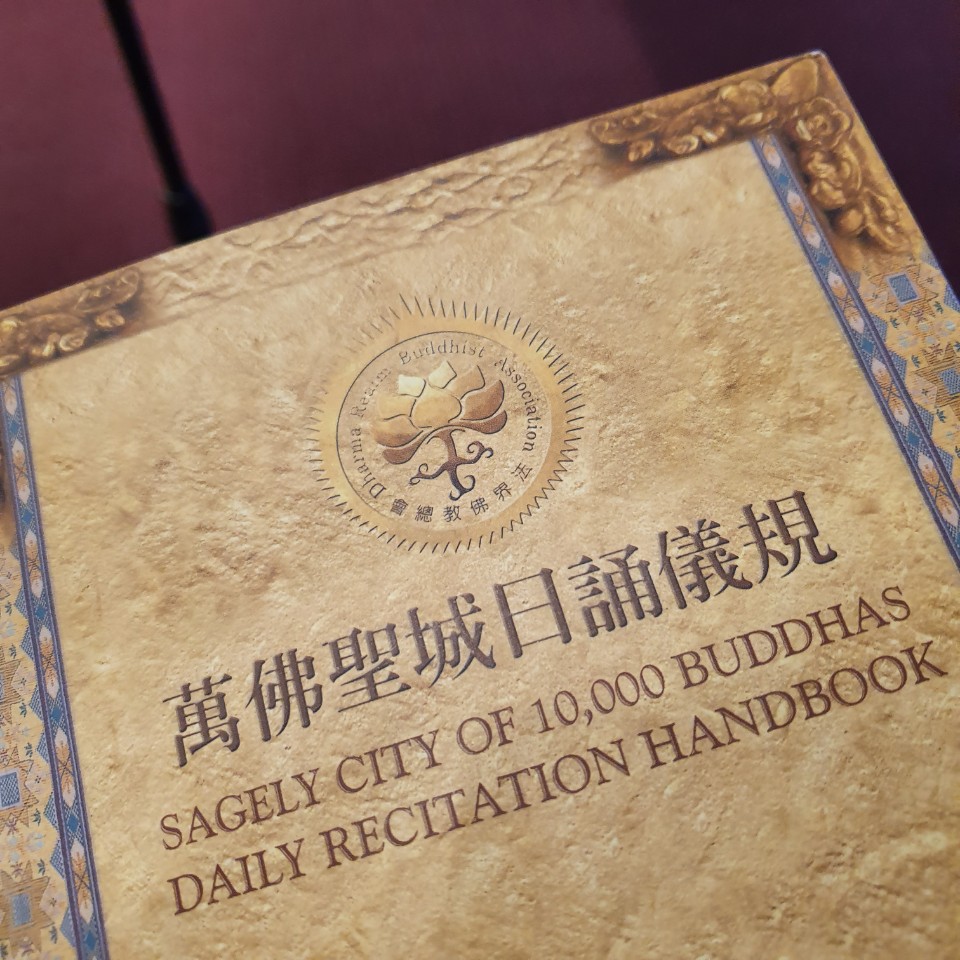 Dharma Realm Buddhist Association
法界佛教總會
萬佛聖城日誦儀規
SAGELY CITY OF 10,000 BUDDHAS
DAILY RECITATION HANDBOOK